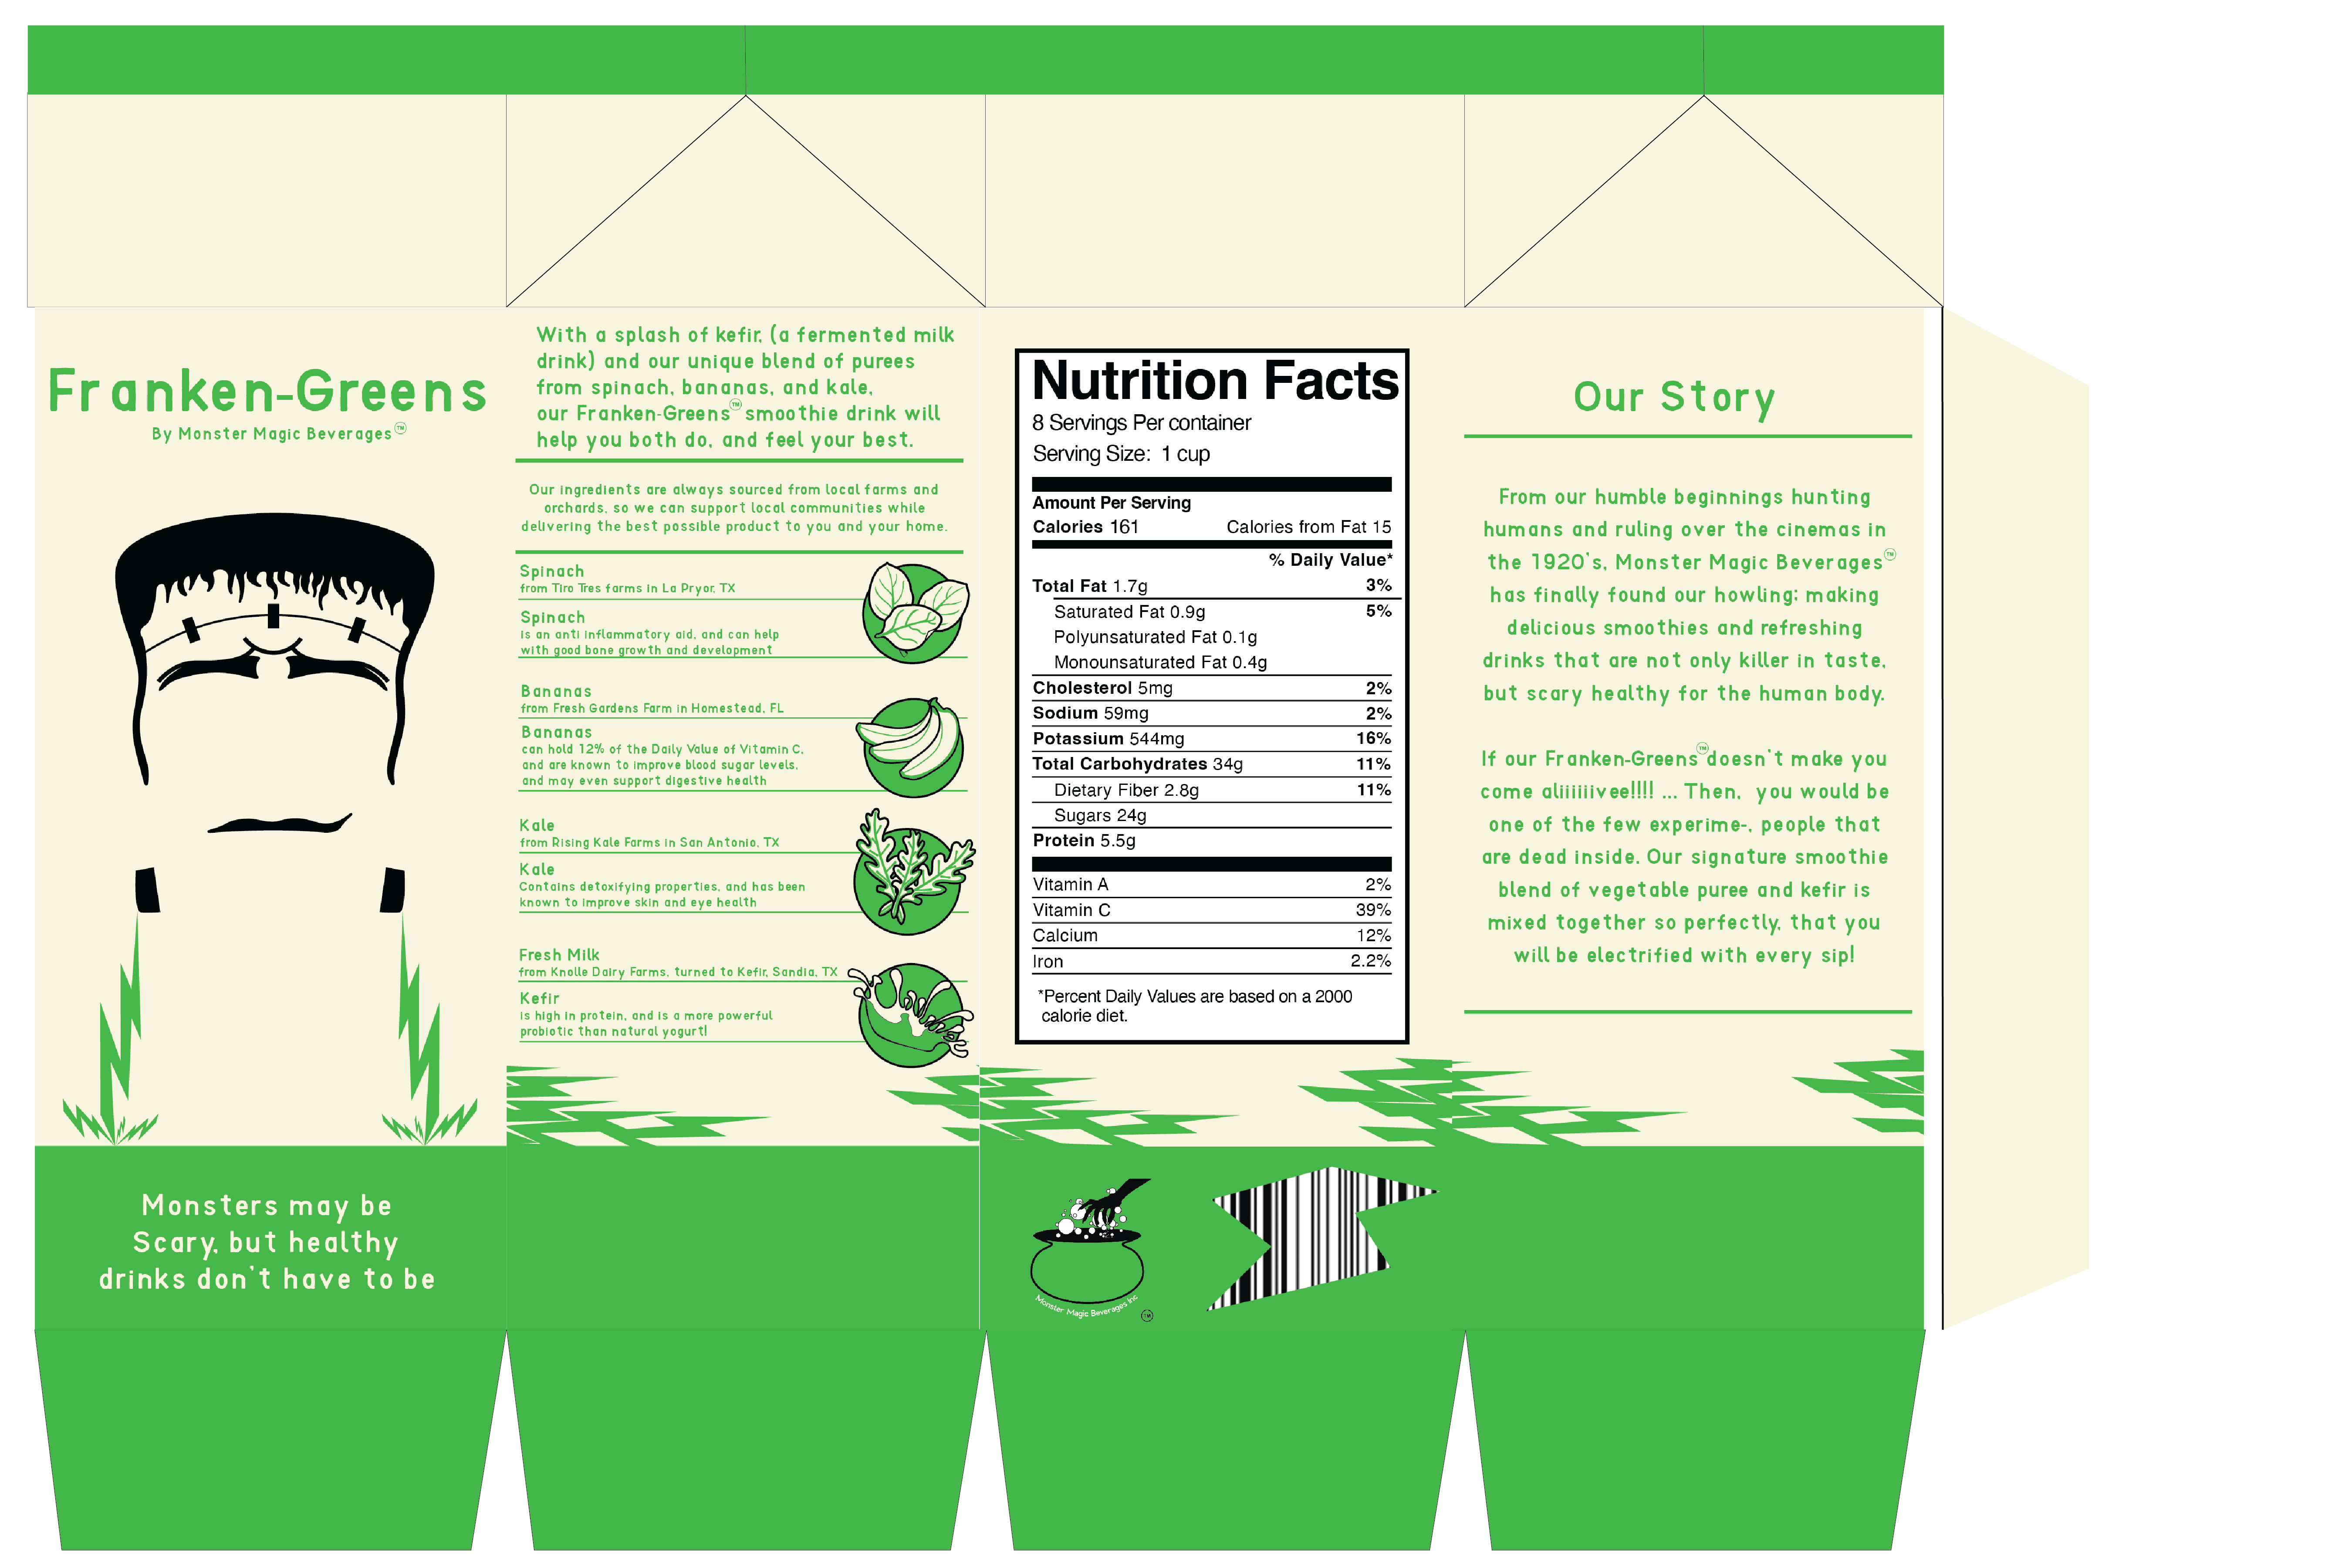 Franken-Greens
By Monster Magic Beverages™
Monsters may be
Scary, but healthy
drinks don't have to be
With a splash of kefir, (a fermented milk
drink) and our unique blend of purees
from spinach, bananas, and kale,
our Franken-Greens™ smoothie drink will
help you both do, and feel your best.
Our ingredients are always sourced from local farms and
orchards, so we can support local communities while
delivering the best possible product to you and your home.
Spinach
from Tiro Tres farms in La Pryor, TX
Spinach
is an anti inflammatory aid, and can help
with good bone growth and development
Bananas
from Fresh Gardens Farm in Homestead, FL
Bananas
can hold 12% of the Daily Value of Vitamin C,
and are known to improve blood sugar levels,
and may even support digestive health
Kale
from Rising Kale Farms in San Antonio, TX
Kale
Contains detoxifying properties, and has been
known to improve skin and eye health
Fresh Milk
from Knolle Dairy Farms, turned to Kefir, Sandia, TX
Kefir
is high in protein, and is a more powerful
probiotic than natural yogurt!
Nutrition Facts
8 Servings Per container
Serving Size: 1 cup
Amount Per Serving
Calories 161 Calories from Fat 15
% Daily Value*
Total Fat 1.7g 3%
Saturated Fat 0.9g 5%
Polyunsaturated Fat 0.1g
Monounsaturated Fat 0.4g
Cholesterol 5mg 2%
Sodium 59mg 2%
Potassium 544mg 16%
Total Carbohydrates 34g 11%
Dietary Fiber 2.8g 11%
Sugars 24g
Protein 5.5g
Vitamin A 2%
Vitamin C 39%
Calcium 12%
Iron 2.2%
*Percent Daily Values are based on a 2000
calorie diet.
Monster Magic Beverages Inc
™
Our Story
From our humble beginnings hunting
humans and ruling over the cinemas in
the 1920's, Monster Magic Beverages™
has finally found our howling; making
delicious smoothies and refreshing
drinks that are not only killer in taste,
but scary healthy for the human body.
If our Franken-Greens™ doesn't make you
come aliiiiiivee!!!! ... Then, you would be
one of the few experime-, people that
are dead inside. Our signature smoothie
blend of vegetable puree and kefir is
mixed together so perfectly, that you
will be electrified with every sip!